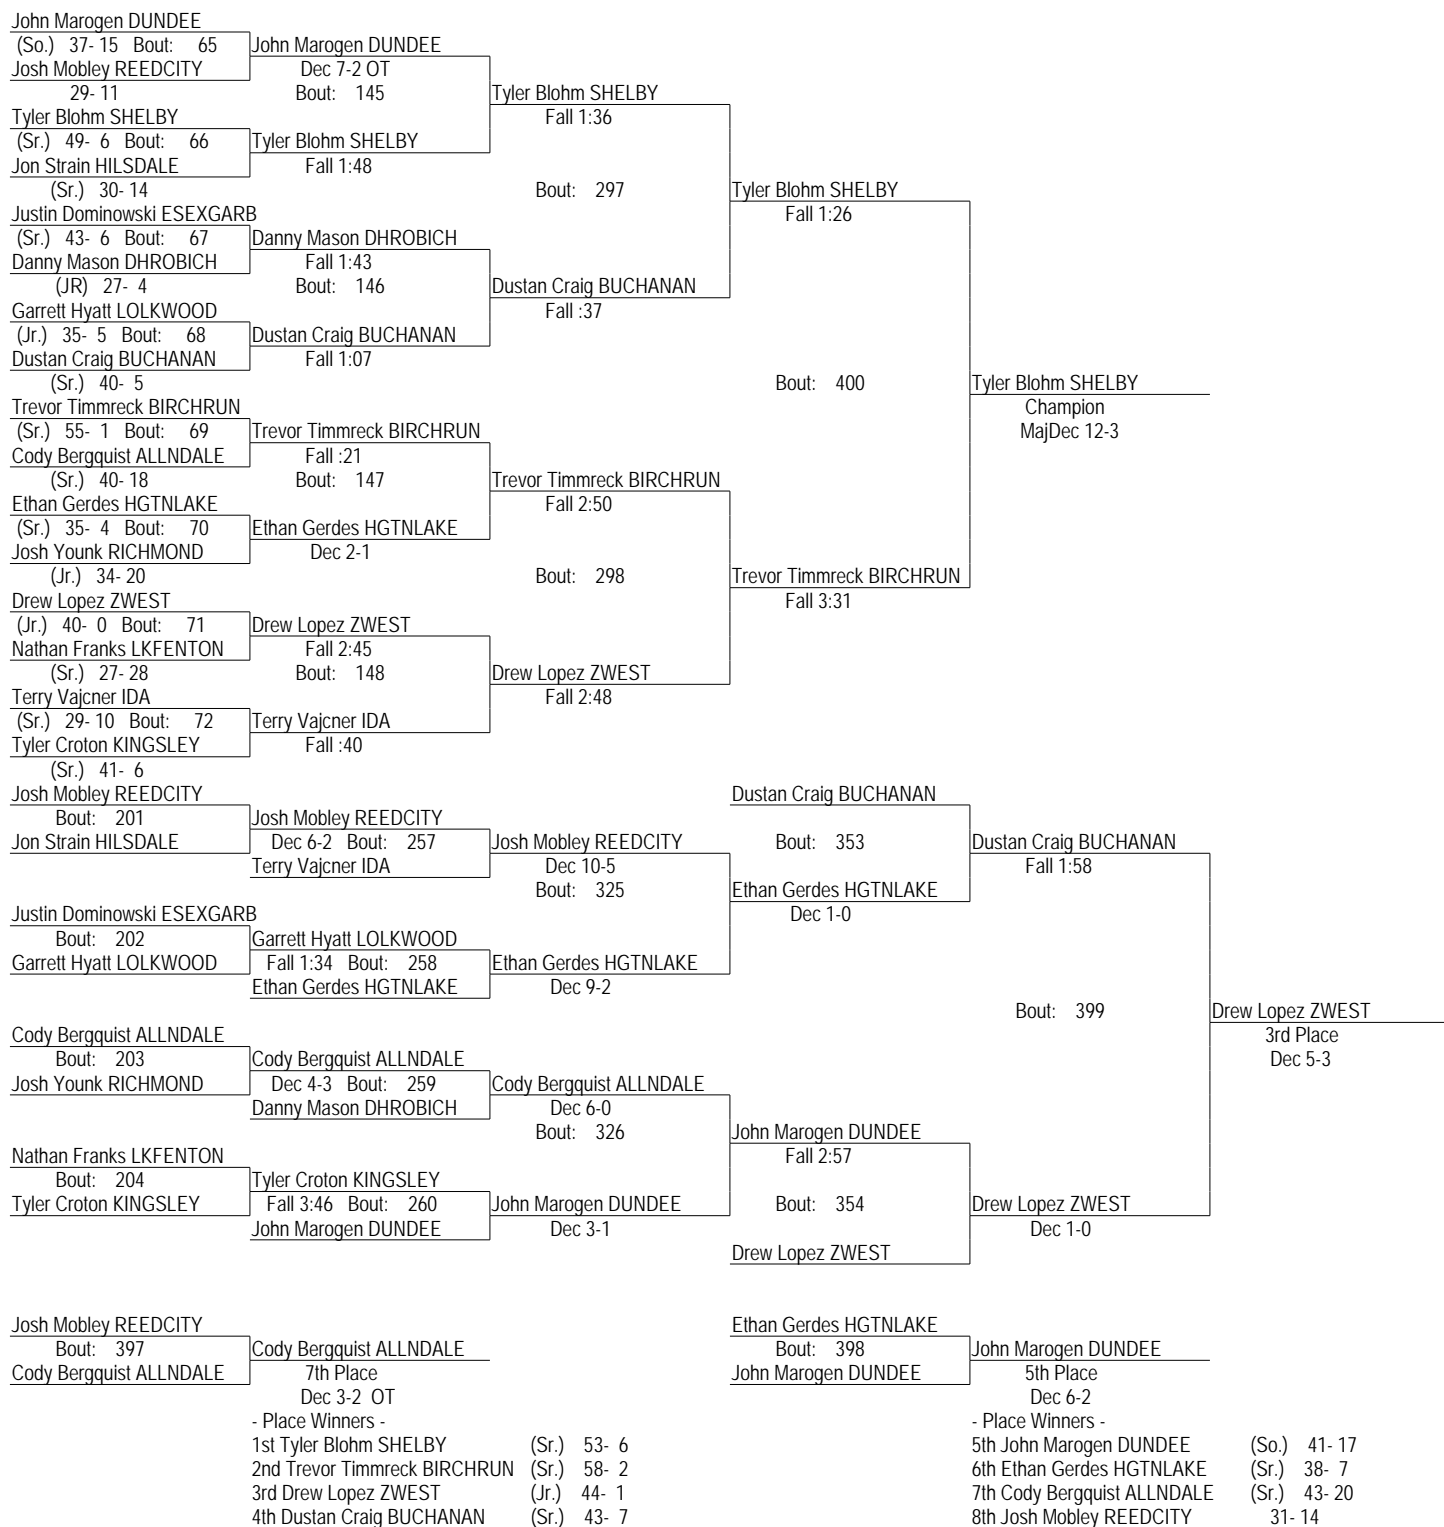 John Marogen DUNDEE
(So.) 37- 15 Bout: 65 John Marogen DUNDEE
Josh Mobley REEDCITY Dec 7-2 OT
29- 11 Bout: 145 Tyler Blohm SHELBY
Tyler Blohm SHELBY Fall 1:36
(Sr.) 49- 6 Bout: 66 Tyler Blohm SHELBY
Jon Strain HILSDALE Fall 1:48
(Sr.) 30- 14 Bout: 297 Tyler Blohm SHELBY
Justin Dominowski ESEXGARB Fall 1:26
(Sr.) 43- 6 Bout: 67 Danny Mason DHROBICH
Danny Mason DHROBICH Fall 1:43
(JR) 27- 4 Bout: 146 Dustan Craig BUCHANAN
Garrett Hyatt LOLKWOOD Fall :37
(Jr.) 35- 5 Bout: 68 Dustan Craig BUCHANAN
Dustan Craig BUCHANAN Fall 1:07
(Sr.) 40- 5 Bout: 400 Tyler Blohm SHELBY
Trevor Timmreck BIRCHRUN Champion
(Sr.) 55- 1 Bout: 69 Trevor Timmreck BIRCHRUN MajDec 12-3
Cody Bergquist ALLNDALE Fall :21
(Sr.) 40- 18 Bout: 147 Trevor Timmreck BIRCHRUN
Ethan Gerdes HGTNLAKE Fall 2:50
(Sr.) 35- 4 Bout: 70 Ethan Gerdes HGTNLAKE
Josh Younk RICHMOND Dec 2-1
(Jr.) 34- 20 Bout: 298 Trevor Timmreck BIRCHRUN
Drew Lopez ZWEST Fall 3:31
(Jr.) 40- 0 Bout: 71 Drew Lopez ZWEST
Nathan Franks LKFENTON Fall 2:45
(Sr.) 27- 28 Bout: 148 Drew Lopez ZWEST
Terry Vajcner IDA Fall 2:48
(Sr.) 29- 10 Bout: 72 Terry Vajcner IDA
Tyler Croton KINGSLEY Fall :40
(Sr.) 41- 6
Josh Mobley REEDCITY Dustan Craig BUCHANAN
Bout: 201 Josh Mobley REEDCITY
Jon Strain HILSDALE Dec 6-2 Bout: 257 Josh Mobley REEDCITY Bout: 353 Dustan Craig BUCHANAN
Terry Vajcner IDA Dec 10-5 Fall 1:58
Bout: 325 Ethan Gerdes HGTNLAKE
Justin Dominowski ESEXGARB Dec 1-0
Bout: 202 Garrett Hyatt LOLKWOOD
Garrett Hyatt LOLKWOOD Fall 1:34 Bout: 258 Ethan Gerdes HGTNLAKE
Ethan Gerdes HGTNLAKE Dec 9-2
Bout: 399 Drew Lopez ZWEST
Cody Bergquist ALLNDALE 3rd Place
Bout: 203 Cody Bergquist ALLNDALE Dec 5-3
Josh Younk RICHMOND Dec 4-3 Bout: 259 Cody Bergquist ALLNDALE
Danny Mason DHROBICH Dec 6-0
Bout: 326 John Marogen DUNDEE
Nathan Franks LKFENTON Fall 2:57
Bout: 204 Tyler Croton KINGSLEY
Tyler Croton KINGSLEY Fall 3:46 Bout: 260 John Marogen DUNDEE Bout: 354 Drew Lopez ZWEST
John Marogen DUNDEE Dec 3-1 Dec 1-0
Drew Lopez ZWEST
Josh Mobley REEDCITY Ethan Gerdes HGTNLAKE
Bout: 397 Cody Bergquist ALLNDALE Bout: 398 John Marogen DUNDEE
Cody Bergquist ALLNDALE 7th Place John Marogen DUNDEE 5th Place
Dec 3-2 OT Dec 6-2
- Place Winners - - Place Winners -
1st Tyler Blohm SHELBY (Sr.) 53- 6 5th John Marogen DUNDEE (So.) 41- 17
2nd Trevor Timmreck BIRCHRUN (Sr.) 58- 2 6th Ethan Gerdes HGTNLAKE (Sr.) 38- 7
3rd Drew Lopez ZWEST (Jr.) 44- 1 7th Cody Bergquist ALLNDALE (Sr.) 43- 20
4th Dustan Craig BUCHANAN (Sr.) 43- 7 8th Josh Mobley REEDCITY 31- 14